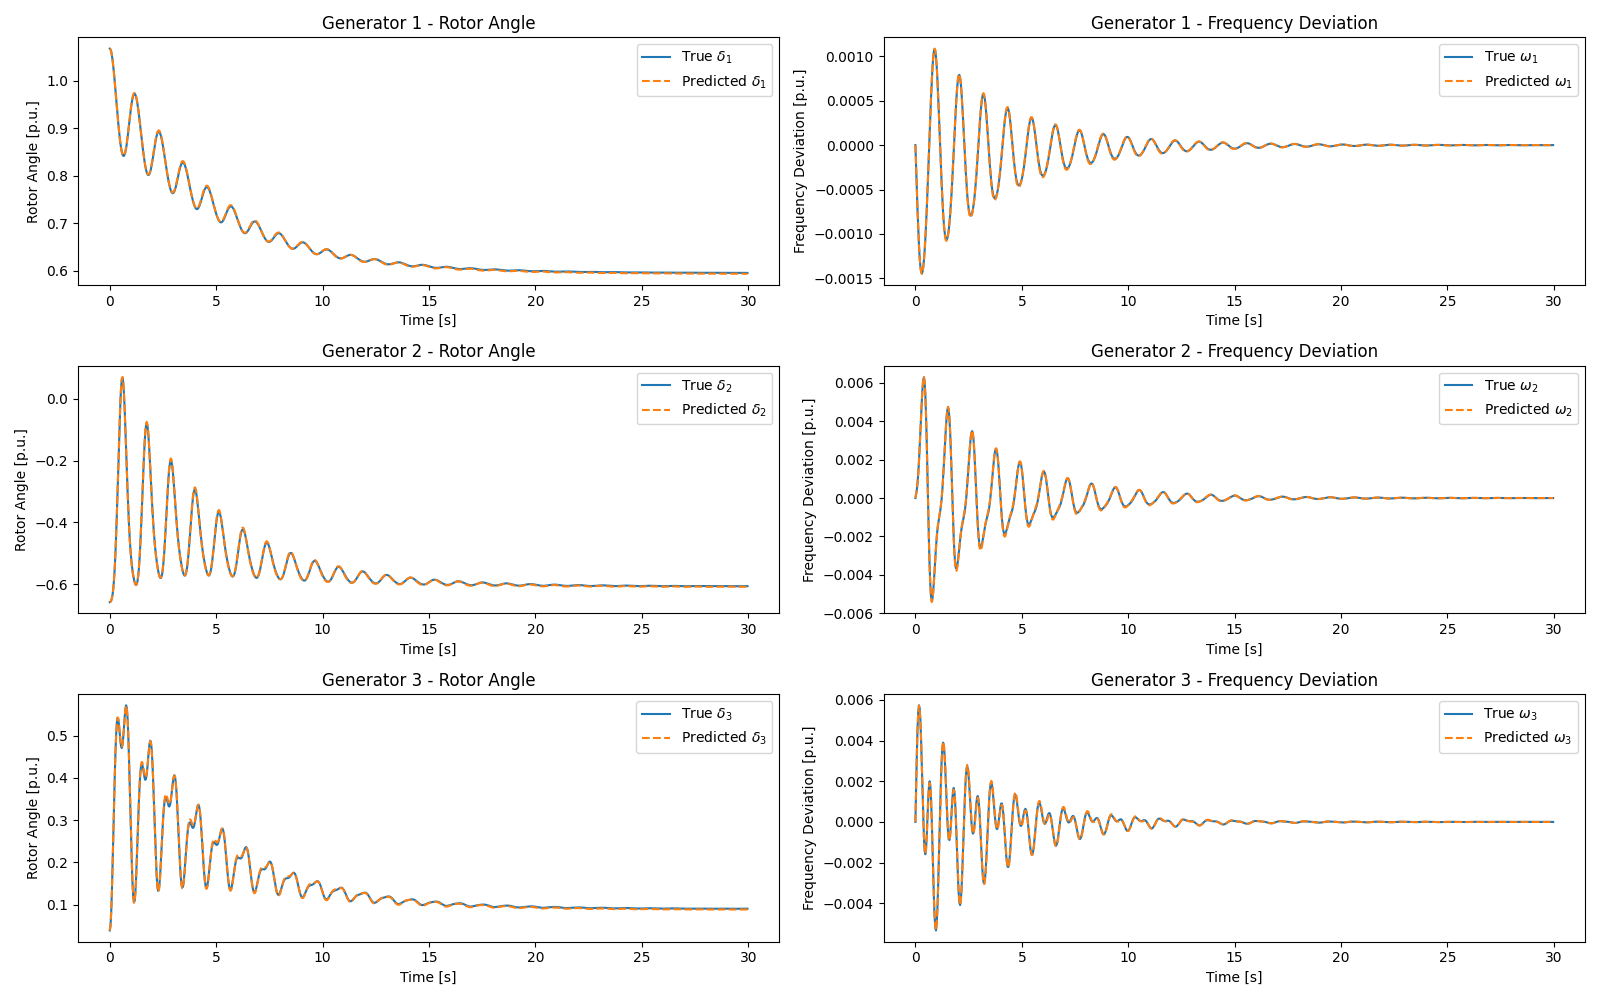 Generator 1 - Rotor Angle
Rotor Angle [p.u.]
1.0
0.9
0.8
0.7
0.6
True δ₁
Predicted δ₁
0 5 10 15 20 25 30
Time [s]
Generator 1 - Frequency Deviation
Frequency Deviation [p.u.]
0.0010
0.0005
0.0000
−0.0005
−0.0010
−0.0015
True ω₁
Predicted ω₁
0 5 10 15 20 25 30
Time [s]
Generator 2 - Rotor Angle
Rotor Angle [p.u.]
0.0
−0.2
−0.4
−0.6
True δ₂
Predicted δ₂
0 5 10 15 20 25 30
Time [s]
Generator 2 - Frequency Deviation
Frequency Deviation [p.u.]
0.006
0.004
0.002
0.000
−0.002
−0.004
−0.006
True ω₂
Predicted ω₂
0 5 10 15 20 25 30
Time [s]
Generator 3 - Rotor Angle
Rotor Angle [p.u.]
0.5
0.4
0.3
0.2
0.1
True δ₃
Predicted δ₃
0 5 10 15 20 25 30
Time [s]
Generator 3 - Frequency Deviation
Frequency Deviation [p.u.]
0.006
0.004
0.002
0.000
−0.002
−0.004
True ω₃
Predicted ω₃
0 5 10 15 20 25 30
Time [s]